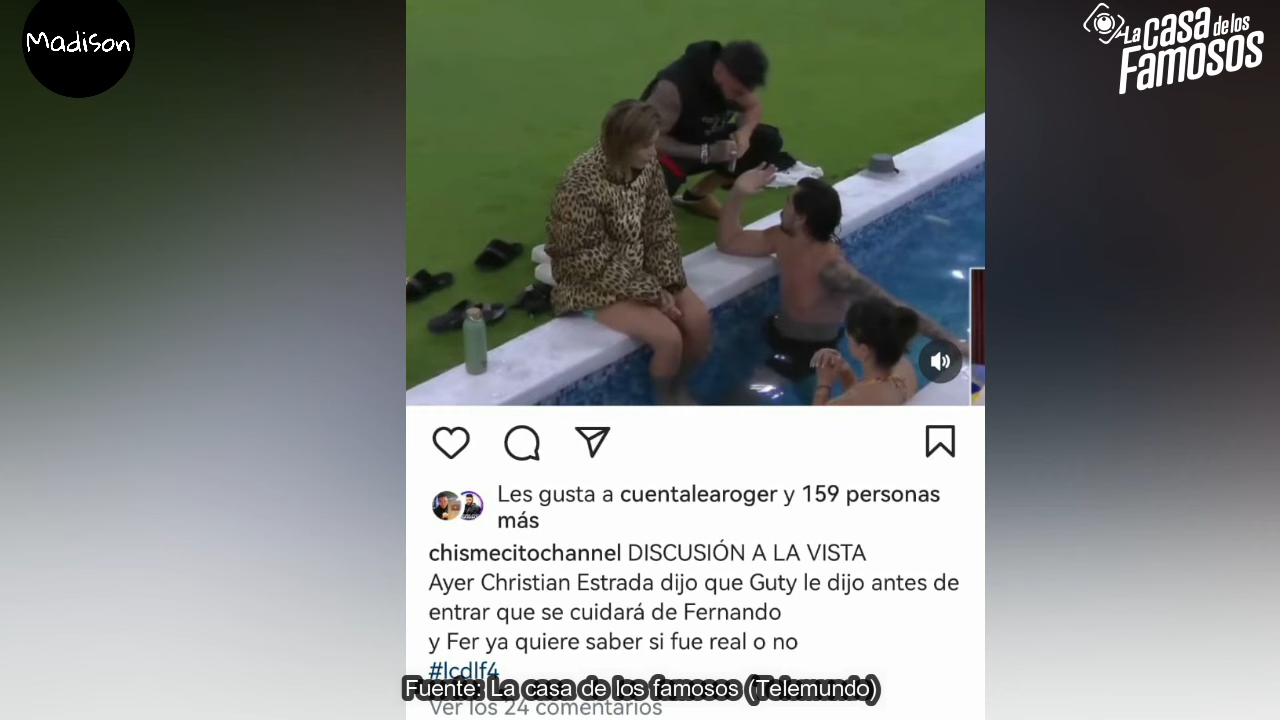 Madison
La casa de los Famosos
Les gusta a cuentalearoger y 159 personas
más
chismecitochannel DISCUSIÓN A LA VISTA
Ayer Christian Estrada dijo que Guty le dijo antes de
entrar que se cuidará de Fernando
y Fer ya quiere saber si fue real o no
#lcdlf4
Fuente: La casa de los famosos (Telemundo)
Ver los 24 comentarios